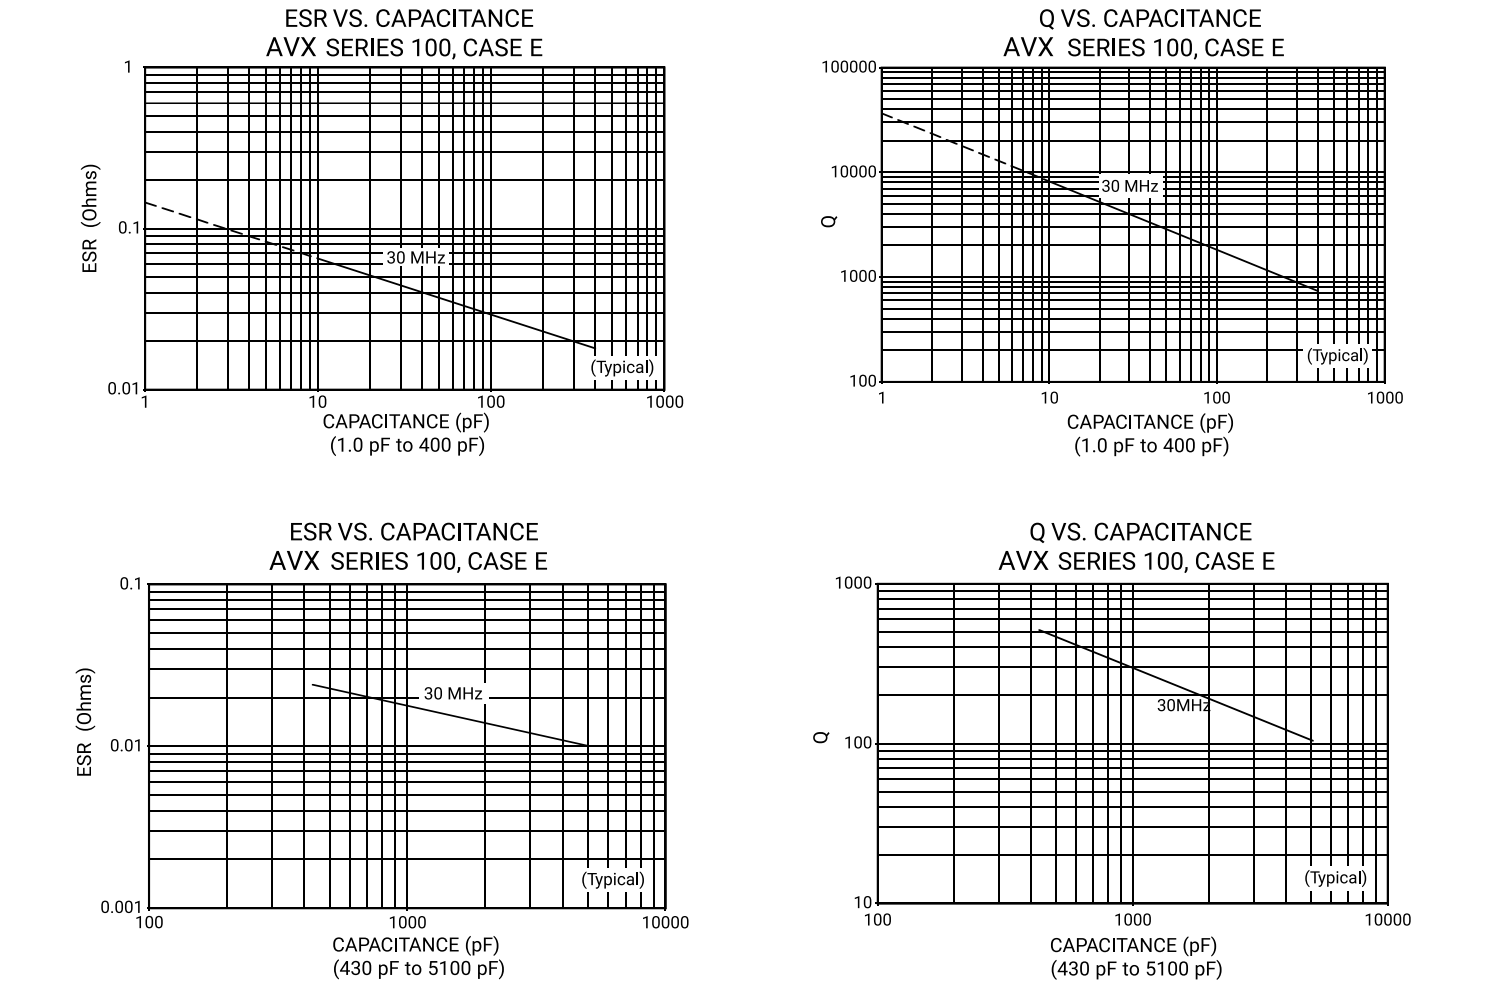 ESR VS. CAPACITANCE
AVX SERIES 100, CASE E
1
0.1
0.01
ESR (Ohms)
30 MHz
(Typical)
1 10 100 1000
CAPACITANCE (pF)
(1.0 pF to 400 pF)
Q VS. CAPACITANCE
AVX SERIES 100, CASE E
100000
10000
1000
100
Q
30 MHz
(Typical)
1 10 100 1000
CAPACITANCE (pF)
(1.0 pF to 400 pF)
ESR VS. CAPACITANCE
AVX SERIES 100, CASE E
0.1
0.01
0.001
ESR (Ohms)
30 MHz
(Typical)
100 1000 10000
CAPACITANCE (pF)
(430 pF to 5100 pF)
Q VS. CAPACITANCE
AVX SERIES 100, CASE E
1000
100
10
Q
30MHz
(Typical)
100 1000 10000
CAPACITANCE (pF)
(430 pF to 5100 pF)